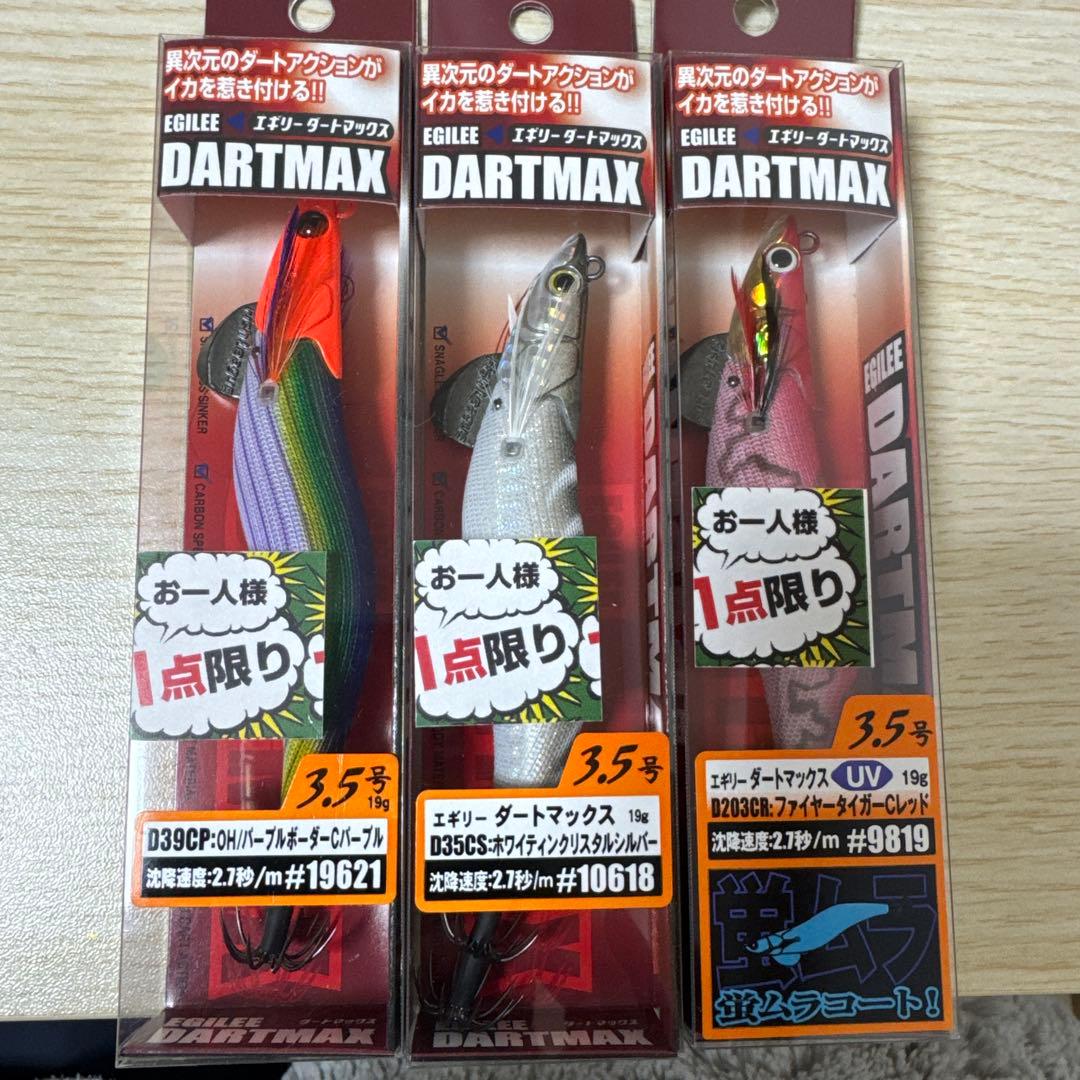 異次元のダートアクションが
イカを惹き付ける!!
EGILEE エギリーダートマックス
DARTMAX
SINKER
CARBON
お一人様
1点限り
3.5号
19g
D39CP:OH/パープルボーダーCパープル
沈降速度:2.7秒/m #19621
EGILEE ダートマックス
DARTMAX
異次元のダートアクションが
イカを惹き付ける!!
EGILEE エギリーダートマックス
DARTMAX
CARBON
お一人様
1点限り
3.5号
エギリー ダートマックス 19g
D35CS:ホワイティンクリスタルシルバー
沈降速度:2.7秒/m #10618
EGILEE ダートマックス
DARTMAX
異次元のダートアクションが
イカを惹き付ける!!
EGILEE エギリーダートマックス
DARTMAX
EGILEE
DARTM
お一人様
1点限り
3.5号
エギリー ダートマックス UV 19g
D203CR:ファイヤータイガーCレッド
沈降速度:2.7秒/m #9819
蛍ムラ
蛍ムラコート!